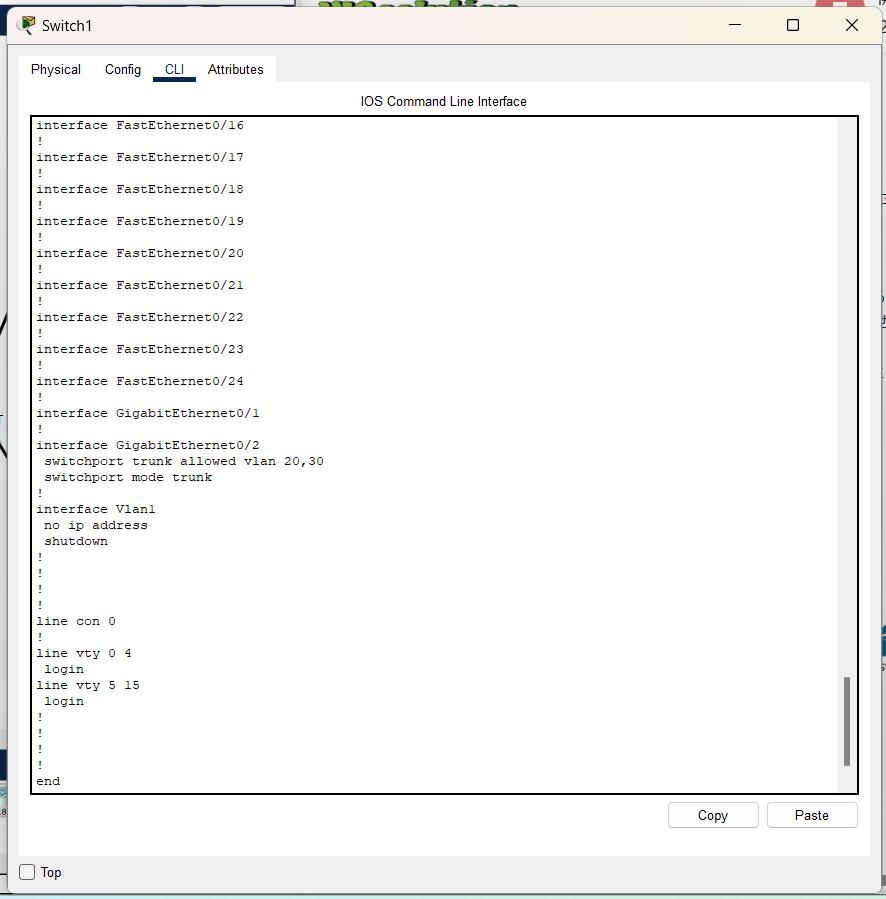 Switch1
Physical Config CLI Attributes
IOS Command Line Interface
interface FastEthernet0/16
!
interface FastEthernet0/17
!
interface FastEthernet0/18
!
interface FastEthernet0/19
!
interface FastEthernet0/20
!
interface FastEthernet0/21
!
interface FastEthernet0/22
!
interface FastEthernet0/23
!
interface FastEthernet0/24
!
interface GigabitEthernet0/1
!
interface GigabitEthernet0/2
 switchport trunk allowed vlan 20,30
 switchport mode trunk
!
interface Vlan1
 no ip address
 shutdown
!
!
!
!
line con 0
!
line vty 0 4
 login
line vty 5 15
 login
!
!
!
!
end
Copy Paste
Top